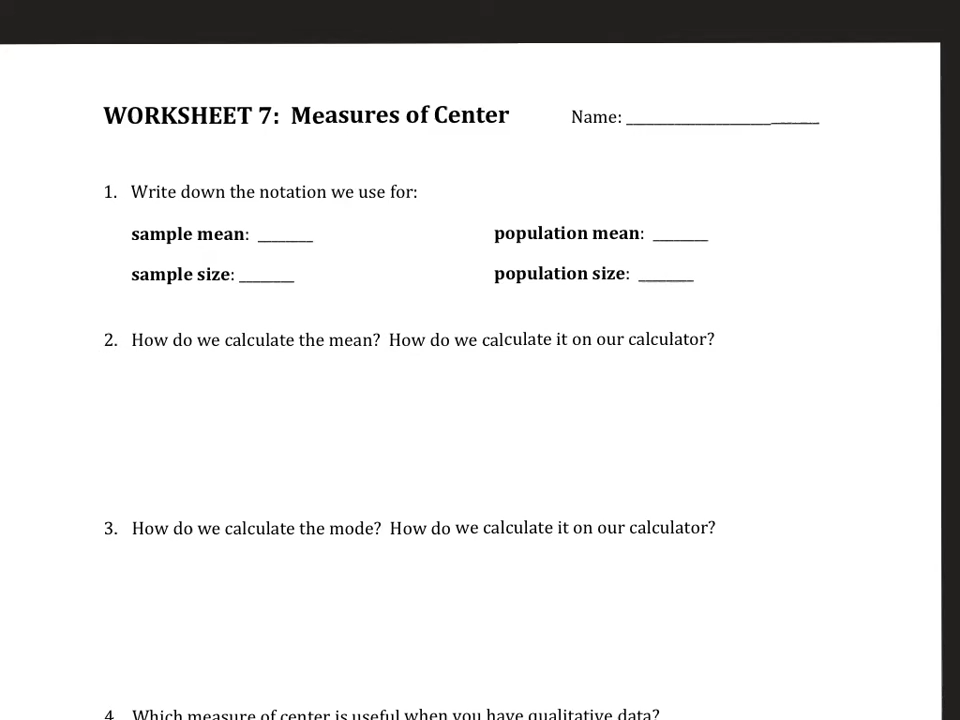 WORKSHEET 7: Measures of Center Name: ______________________
1. Write down the notation we use for:
sample mean: _______ population mean: _______
sample size: _______ population size: _______
2. How do we calculate the mean? How do we calculate it on our calculator?
3. How do we calculate the mode? How do we calculate it on our calculator?
4. Which measure of center is useful when you have qualitative data?